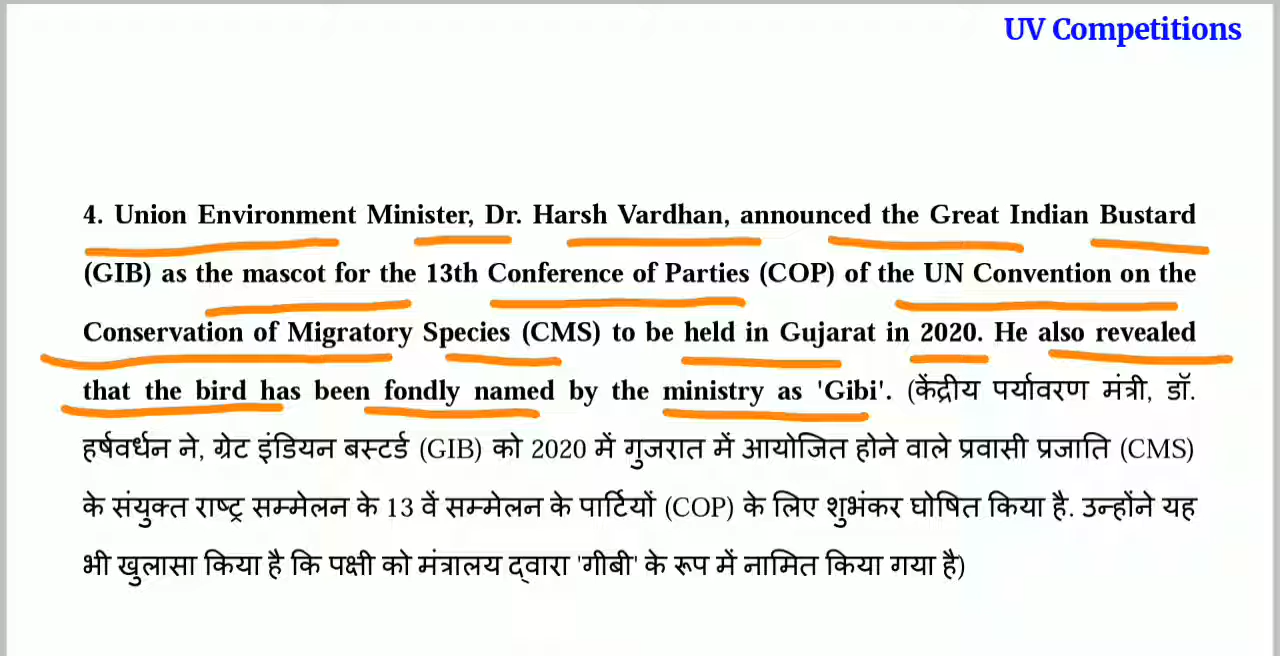 UV Competitions
4. Union Environment Minister, Dr. Harsh Vardhan, announced the Great Indian Bustard
(GIB) as the mascot for the 13th Conference of Parties (COP) of the UN Convention on the
Conservation of Migratory Species (CMS) to be held in Gujarat in 2020. He also revealed
that the bird has been fondly named by the ministry as 'Gibi'. (केंद्रीय पर्यावरण मंत्री, डॉ.
हर्षवर्धन ने, ग्रेट इंडियन बस्टर्ड (GIB) को 2020 में गुजरात में आयोजित होने वाले प्रवासी प्रजाति (CMS)
के संयुक्त राष्ट्र सम्मेलन के 13 वें सम्मेलन के पार्टियों (COP) के लिए शुभंकर घोषित किया है. उन्होंने यह
भी खुलासा किया है कि पक्षी को मंत्रालय द्वारा 'गीबी' के रूप में नामित किया गया है)